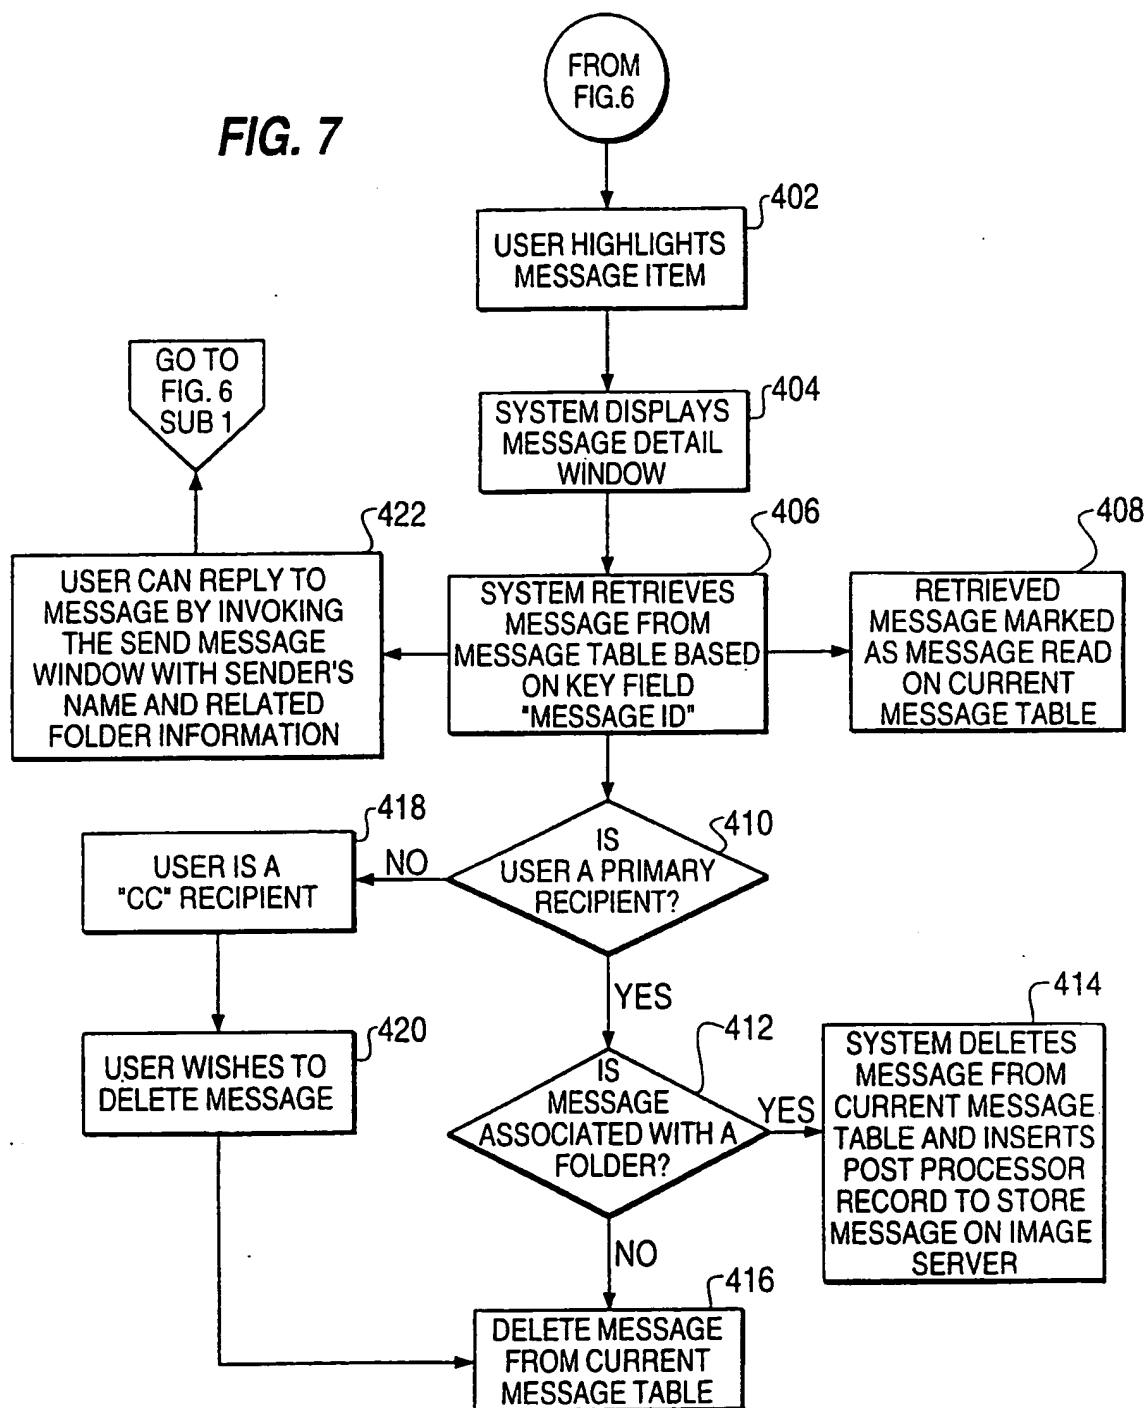 FROM
FIG.6
FIG. 7
402
USER HIGHLIGHTS
MESSAGE ITEM
GO TO
FIG. 6
SUB 1
404
SYSTEM DISPLAYS
MESSAGE DETAIL
WINDOW
422
USER CAN REPLY TO
MESSAGE BY INVOKING
THE SEND MESSAGE
WINDOW WITH SENDER'S
NAME AND RELATED
FOLDER INFORMATION
406
SYSTEM RETRIEVES
MESSAGE FROM
MESSAGE TABLE BASED
ON KEY FIELD
"MESSAGE ID"
408
RETRIEVED
MESSAGE MARKED
AS MESSAGE READ
ON CURRENT
MESSAGE TABLE
410
IS
USER A PRIMARY
RECIPIENT?
NO
418
USER IS A
"CC" RECIPIENT
YES
420
USER WISHES TO
DELETE MESSAGE
412
IS
MESSAGE
ASSOCIATED WITH A
FOLDER?
YES
414
SYSTEM DELETES
MESSAGE FROM
CURRENT MESSAGE
TABLE AND INSERTS
POST PROCESSOR
RECORD TO STORE
MESSAGE ON IMAGE
SERVER
NO
416
DELETE MESSAGE
FROM CURRENT
MESSAGE TABLE